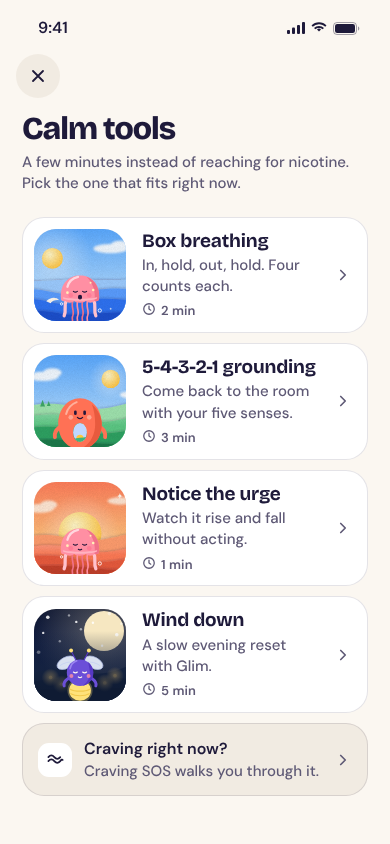 9:41
Calm tools
A few minutes instead of reaching for nicotine.
Pick the one that fits right now.
Box breathing
In, hold, out, hold. Four
counts each.
2 min
5-4-3-2-1 grounding
Come back to the room
with your five senses.
3 min
Notice the urge
Watch it rise and fall
without acting.
1 min
Wind down
A slow evening reset
with Glim.
5 min
Craving right now?
Craving SOS walks you through it.